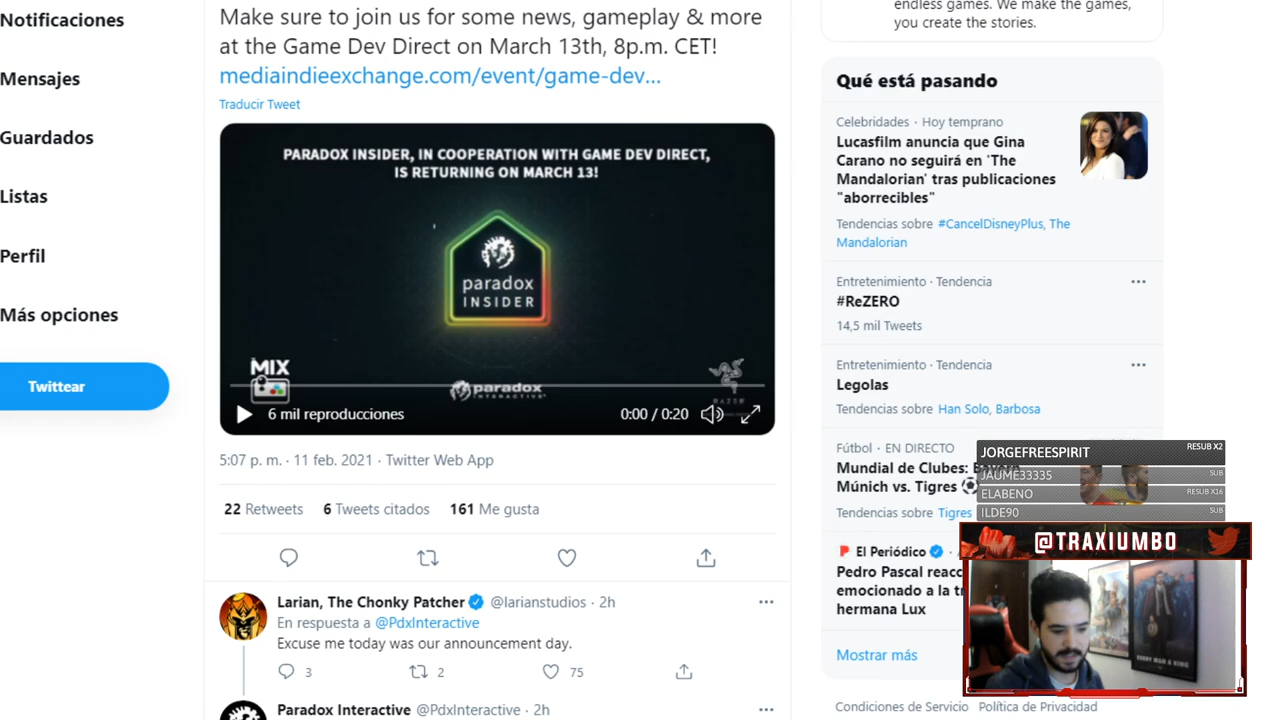 Notificaciones
Mensajes
Guardados
Listas
Perfil
Más opciones
Twittear
Make sure to join us for some news, gameplay & more
at the Game Dev Direct on March 13th, 8p.m. CET!
mediaindieexchange.com/event/game-dev...
Traducir Tweet
PARADOX INSIDER, IN COOPERATION WITH GAME DEV DIRECT,
IS RETURNING ON MARCH 13!
paradox
INSIDER
MIX
paradox
INTERACTIVE
RAZER
6 mil reproducciones
0:00 / 0:20
5:07 p. m. · 11 feb. 2021 · Twitter Web App
22 Retweets 6 Tweets citados 161 Me gusta
Larian, The Chonky Patcher @larianstudios · 2h
En respuesta a @PdxInteractive
Excuse me today was our announcement day.
3 2 75
Paradox Interactive @PdxInteractive · 2h
endless games. We make the games,
you create the stories.
Qué está pasando
Celebridades · Hoy temprano
Lucasfilm anuncia que Gina
Carano no seguirá en 'The
Mandalorian' tras publicaciones
"aborrecibles"
Tendencias sobre #CancelDisneyPlus, The
Mandalorian
Entretenimiento · Tendencia
#ReZERO
14,5 mil Tweets
Entretenimiento · Tendencia
Legolas
Tendencias sobre Han Solo, Barbosa
Fútbol · EN DIRECTO
Mundial de Clubes:
Múnich vs. Tigres
Tendencias sobre Tigres
El Periódico
Pedro Pascal
emocionado a la
hermana Lux
Mostrar más
Condiciones de Servicio Política de Privacidad
JORGEFREESPIRIT RESUB X2
JAUME33335 SUB
ELABENO RESUB X16
ILDE90 SUB
@TRAXIUMBO